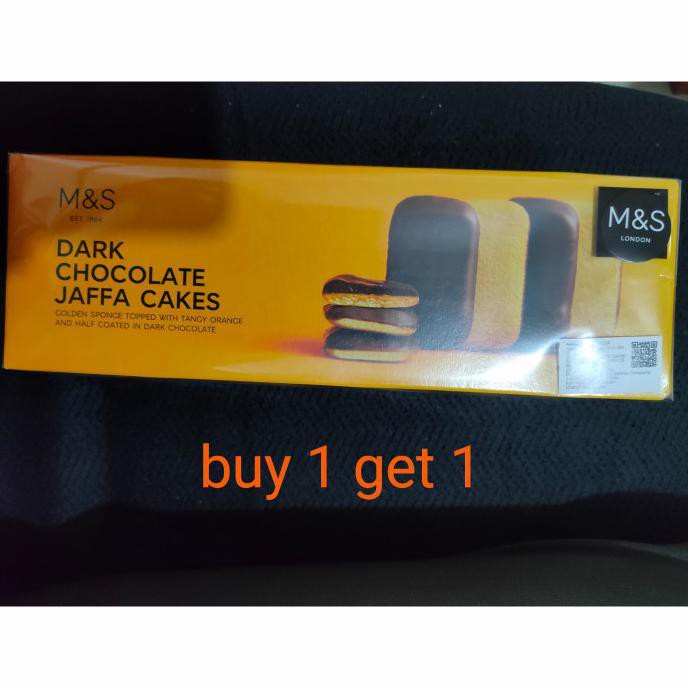 M&S
EST. 1884
DARK
CHOCOLATE
JAFFA CAKES
GOLDEN SPONGE TOPPED WITH TANGY ORANGE
AND HALF COATED IN DARK CHOCOLATE
M&S
LONDON
buy 1 get 1